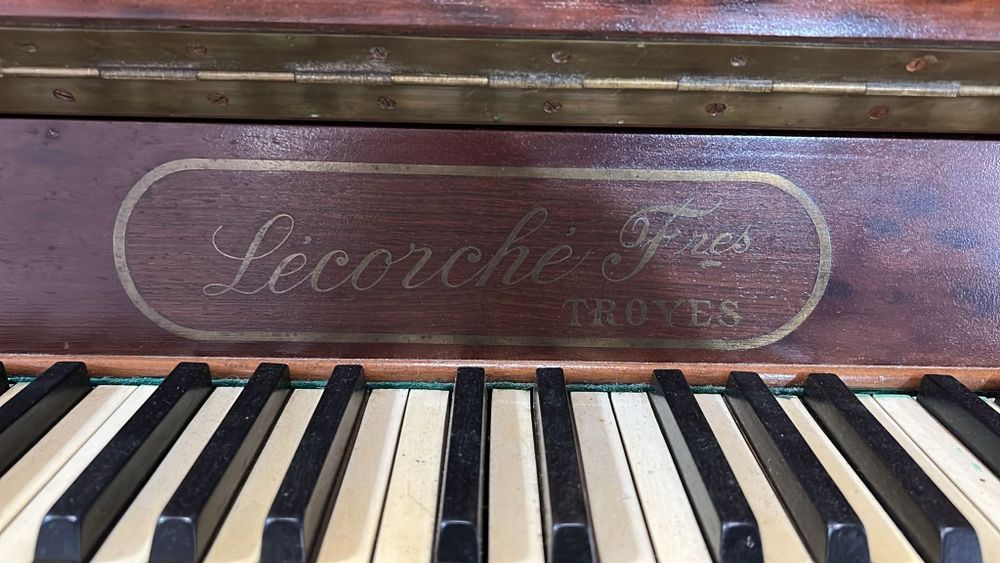 Lécorché Fres
TROYES